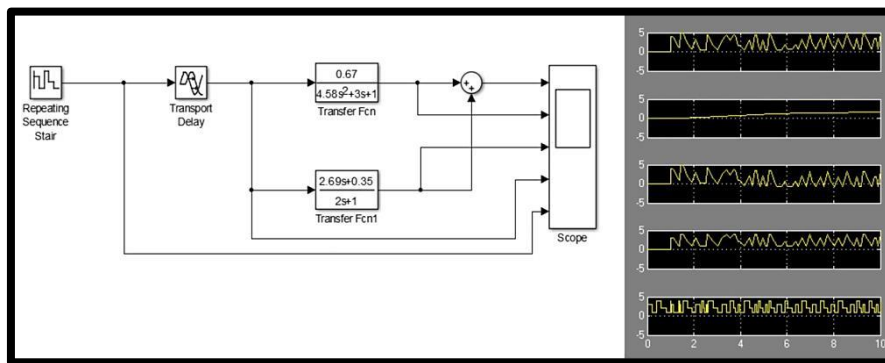 Repeating
Sequence
Stair
Transport
Delay
0.67
4.58s²+3s+1
Transfer Fcn
2.69s+0.35
2s+1
Transfer Fcn1
+
+
Scope
5
0
-5
5
0
-5
5
0
-5
5
0
-5
5
0
-5
0 2 4 6 8 10